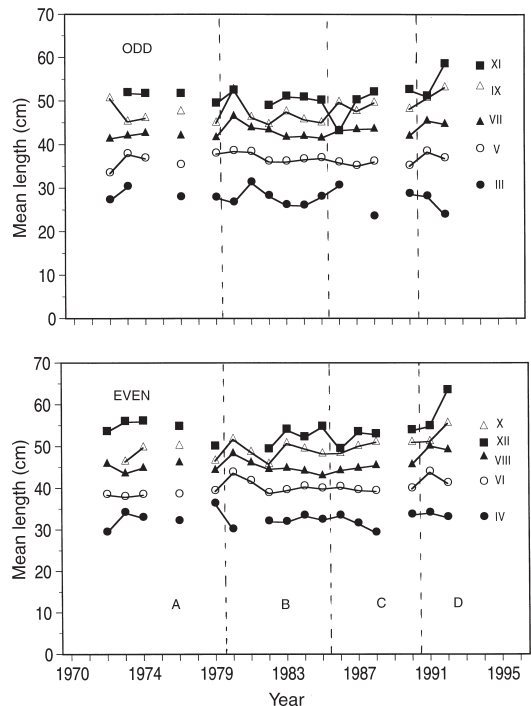 70
60
50
40
30
20
10
0
Mean length (cm)
ODD
XI
IX
VII
V
III
70
60
50
40
30
20
10
0
Mean length (cm)
EVEN
X
XII
VIII
VI
IV
A B C D
1970 1974 1979 1983 1987 1991 1995
Year